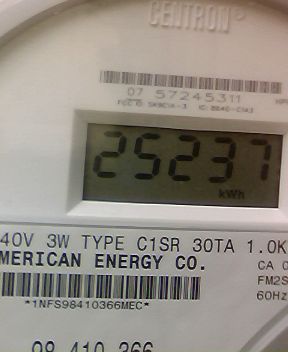 CENTRON®
07 57245311
25237
kWh
40V 3W TYPE C1SR 30TA 1.0K
MERICAN ENERGY CO.
CA 0
FM2S
60Hz
*1NFS98410366MEC*
98 410 366